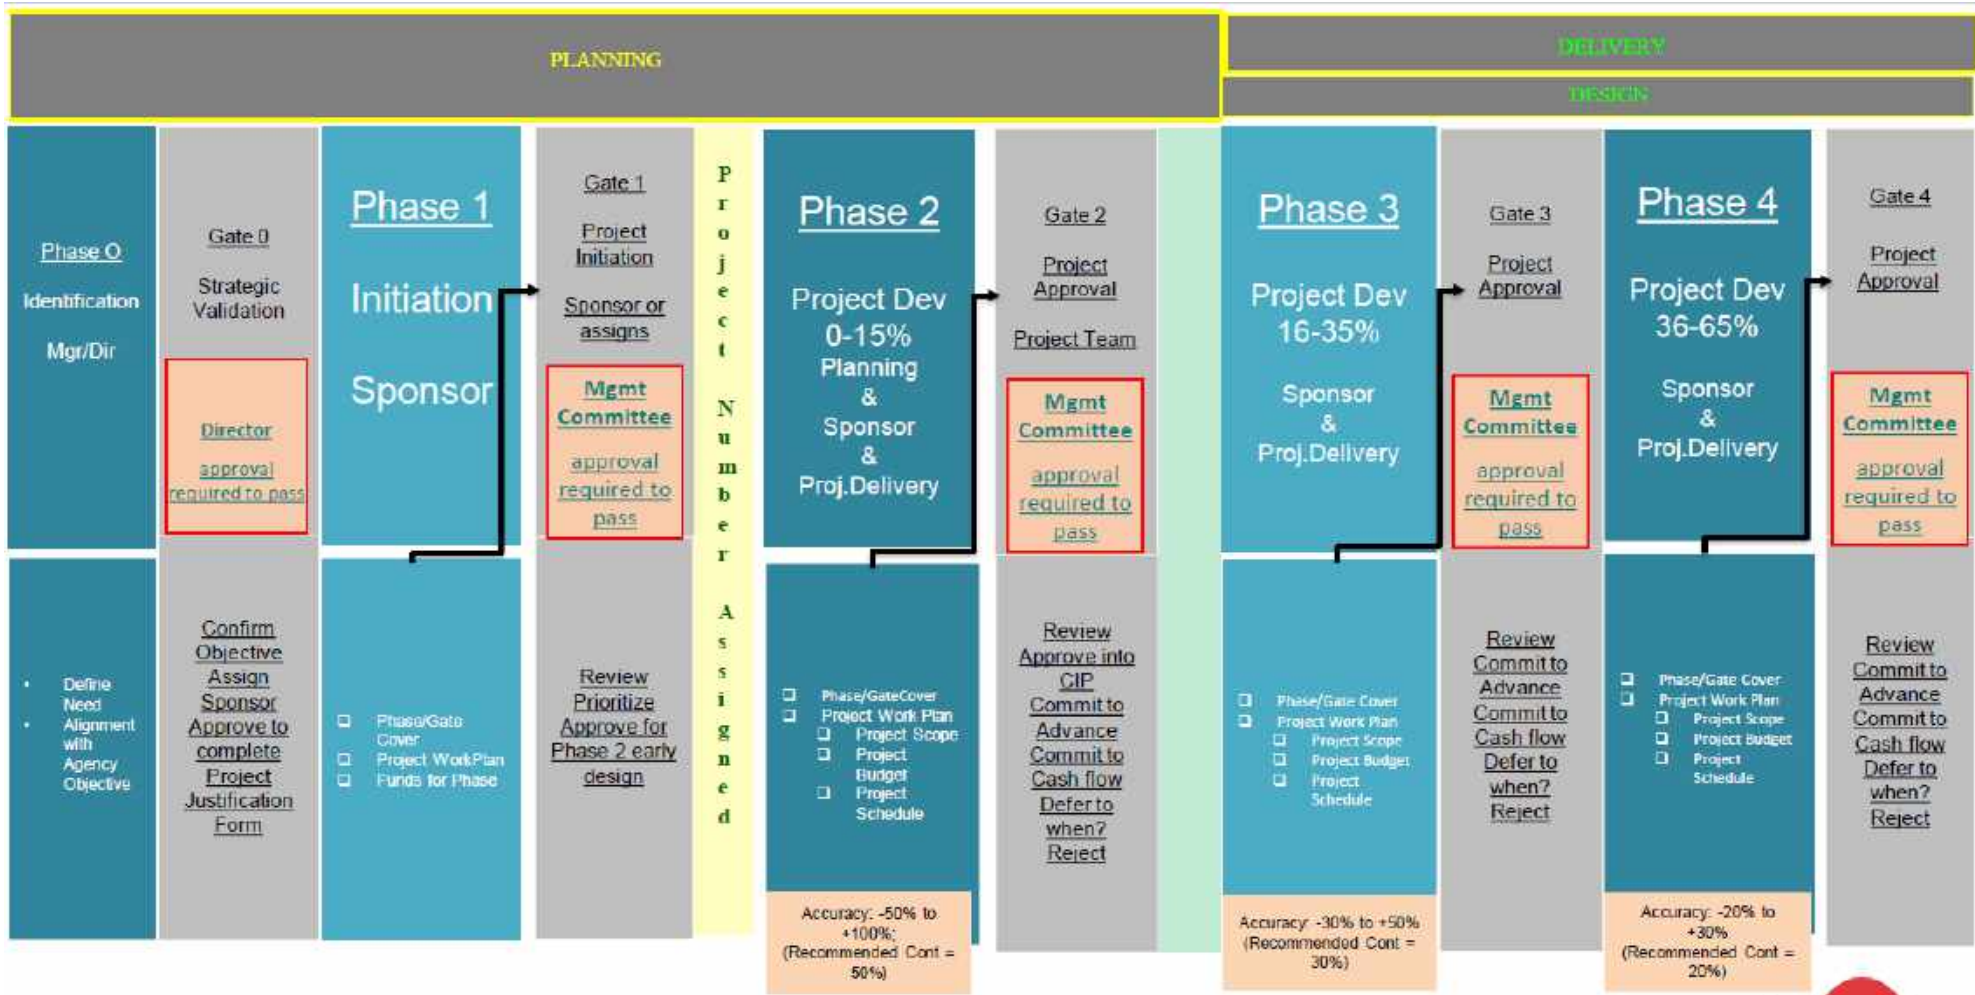 PLANNING
DELIVERY
DESIGN
Phase O
Identification
Mgr/Dir
Define
Need
Alignment
with
Agency
Objective
Gate 0
Strategic
Validation
Director
approval
required to pass
Confirm
Objective
Assign
Sponsor
Approve to
complete
Project
Justification
Form
Phase 1
Initiation
Sponsor
Phase/Gate
Cover
Project WorkPlan
Funds for Phase
Gate 1
Project
Initiation
Sponsor or
assigns
Mgmt
Committee
approval
required to
pass
Review
Prioritize
Approve for
Phase 2 early
design
Project Number Assigned
Phase 2
Project Dev
0-15%
Planning
&
Sponsor
&
Proj.Delivery
Phase/GateCover
Project Work Plan
Project Scope
Project
Budget
Project
Schedule
Accuracy: -50% to
+100%;
(Recommended Cont =
50%)
Gate 2
Project
Approval
Project Team
Mgmt
Committee
approval
required to
pass
Review
Approve into
CIP
Commit to
Advance
Commit to
Cash flow
Defer to
when?
Reject
Phase 3
Project Dev
16-35%
Sponsor
&
Proj.Delivery
Phase/Gate Cover
Project Work Plan
Project Scope
Project Budget
Project
Schedule
Accuracy: -30% to +50%
(Recommended Cont =
30%)
Gate 3
Project
Approval
Mgmt
Committee
approval
required to
pass
Review
Commit to
Advance
Commit to
Cash flow
Defer to
when?
Reject
Phase 4
Project Dev
36-65%
Sponsor
&
Proj.Delivery
Phase/Gate Cover
Project Work Plan
Project Scope
Project Budget
Project
Schedule
Accuracy: -20% to
+30%
(Recommended Cont =
20%)
Gate 4
Project
Approval
Mgmt
Committee
approval
required to
pass
Review
Commit to
Advance
Commit to
Cash flow
Defer to
when?
Reject